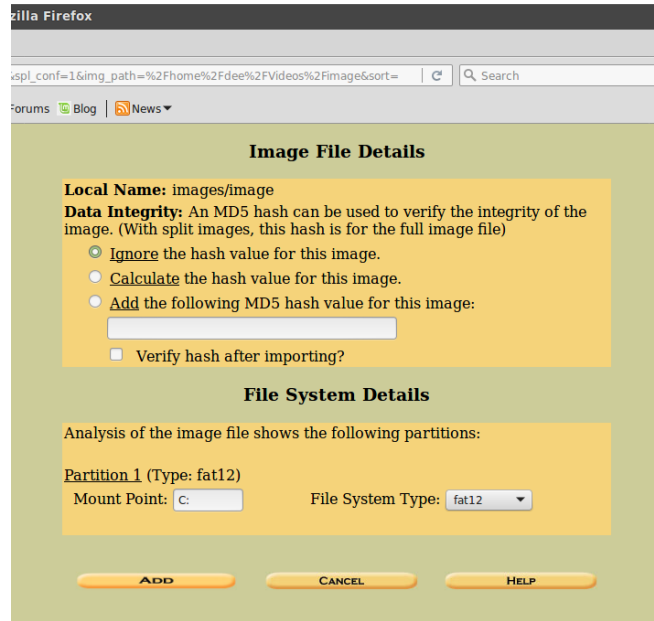 zilla Firefox
&spl_conf=1&img_path=%2Fhome%2Fdee%2FVideos%2Fimage&sort=
Search
Forums Blog News
Image File Details
Local Name: images/image
Data Integrity: An MD5 hash can be used to verify the integrity of the
image. (With split images, this hash is for the full image file)
Ignore the hash value for this image.
Calculate the hash value for this image.
Add the following MD5 hash value for this image:
Verify hash after importing?
File System Details
Analysis of the image file shows the following partitions:
Partition 1 (Type: fat12)
Mount Point: C: File System Type: fat12
ADD CANCEL HELP